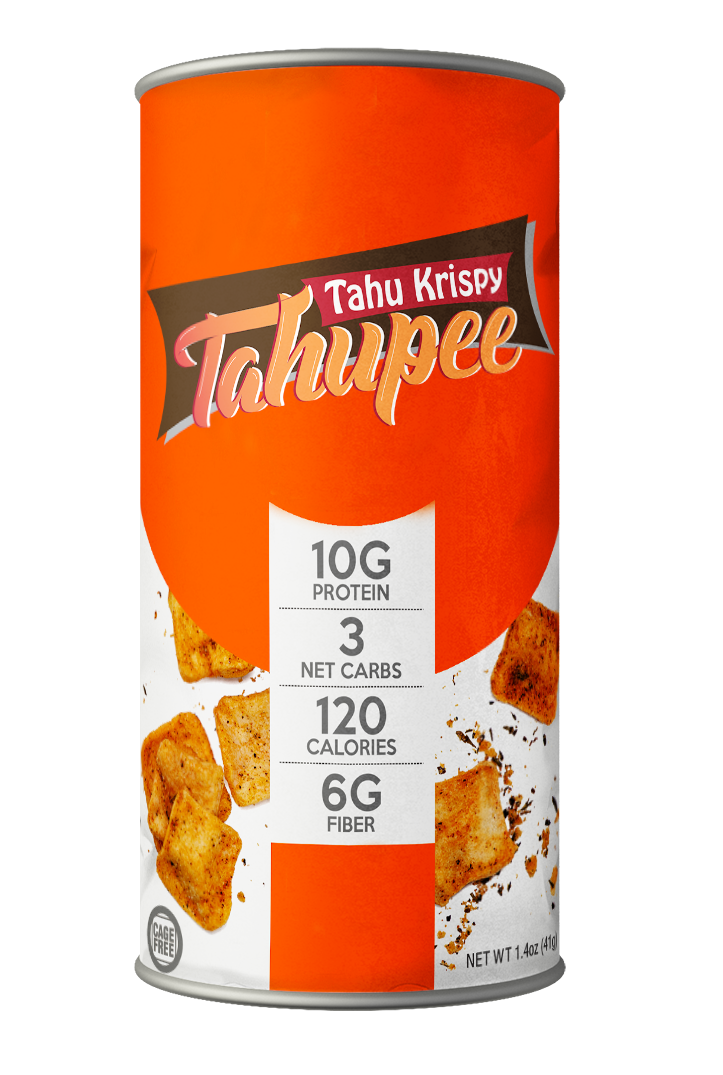 Tahu Krispy
Tahupee
10G
PROTEIN
3
NET CARBS
120
CALORIES
6G
FIBER
CAGE
FREE
NET WT 1.4oz (41g)